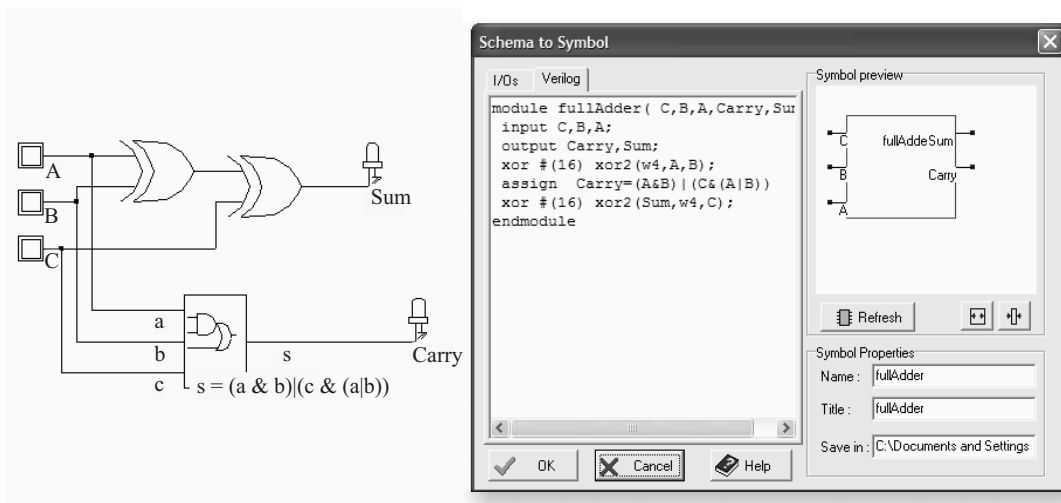 A
B
C
Sum
a
b
c
s
Carry
s = (a & b)|(c & (a|b))
Schema to Symbol
I/Os
Verilog
module fullAdder( C,B,A,Carry,Sum
input C,B,A;
output Carry,Sum;
xor #(16) xor2(w4,A,B);
assign Carry=(A&B)|(C&(A|B))
xor #(16) xor2(Sum,w4,C);
endmodule
OK
Cancel
Help
Symbol preview
C
fullAddeSum
B
Carry
A
Refresh
Symbol Properties
Name : fullAdder
Title : fullAdder
Save in : C:\Documents and Settings